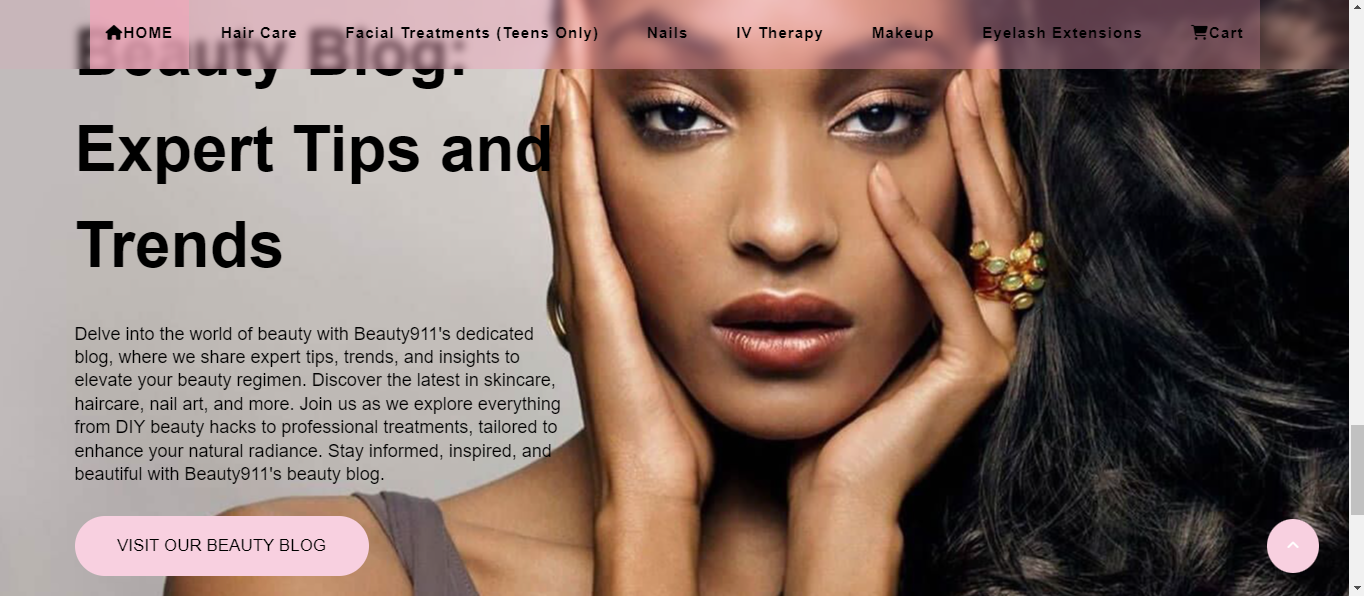 HOME Hair Care Facial Treatments (Teens Only) Nails IV Therapy Makeup Eyelash Extensions Cart
Beauty Blog:
Expert Tips and
Trends
Delve into the world of beauty with Beauty911's dedicated
blog, where we share expert tips, trends, and insights to
elevate your beauty regimen. Discover the latest in skincare,
haircare, nail art, and more. Join us as we explore everything
from DIY beauty hacks to professional treatments, tailored to
enhance your natural radiance. Stay informed, inspired, and
beautiful with Beauty911's beauty blog.
VISIT OUR BEAUTY BLOG